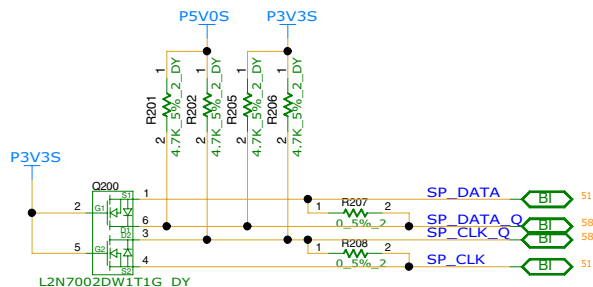 P5V0S P3V3S
1 1 1 1
R201 4.7K_5%_2_DY R202 4.7K_5%_2_DY R205 4.7K_5%_2_DY R206 4.7K_5%_2_DY
2 2 2 2
P3V3S
Q200
1 S1 SP_DATA BI 51
2 G1 1 R207 2
6 D2 0_5%_2 SP_DATA_Q BI 58
3 SP_CLK_Q BI 58
5 G2 1 R208 2
4 S2 0_5%_2 SP_CLK BI 51
L2N7002DW1T1G_DY